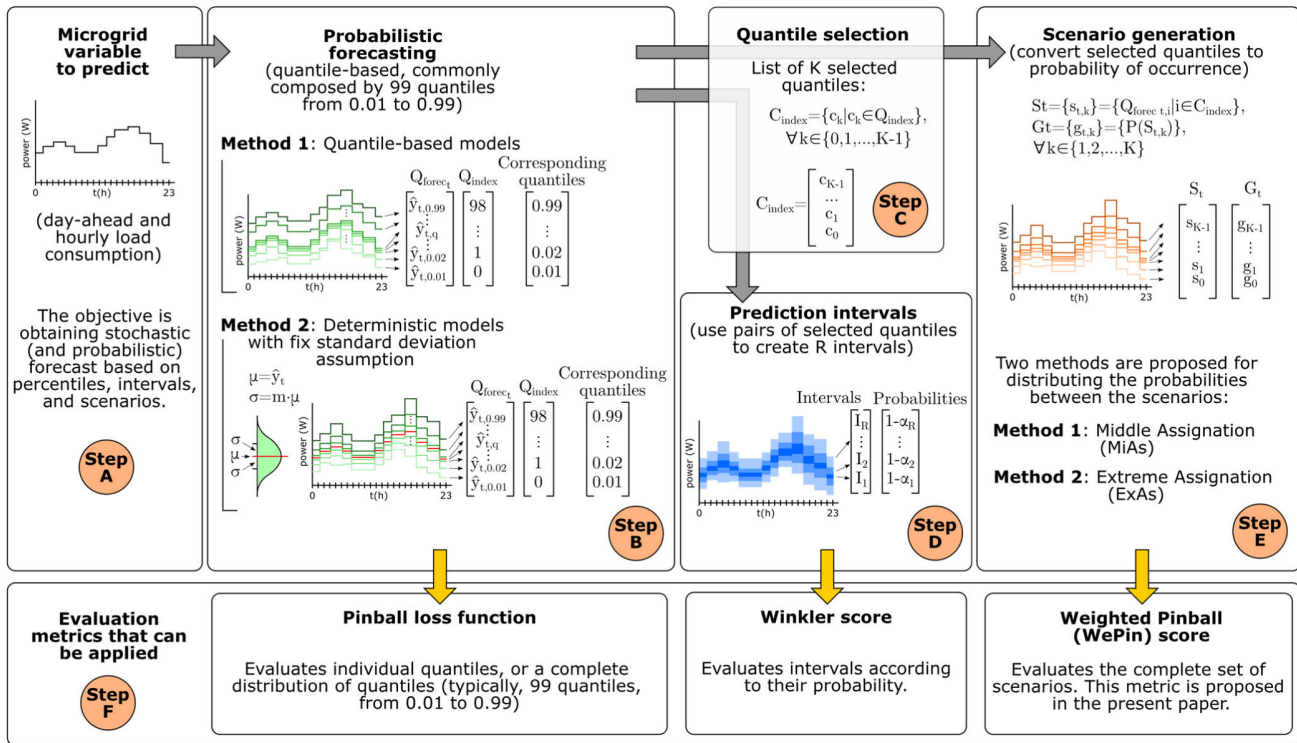 Microgrid
variable
to predict
power (W)
0
t(h)
23
(day-ahead and
hourly load
consumption)
The objective is
obtaining stochastic
(and probabilistic)
forecast based on
percentiles, intervals,
and scenarios.
Step
A
Probabilistic
forecasting
(quantile-based, commonly
composed by 99 quantiles
from 0.01 to 0.99)
Method 1: Quantile-based models
power (W)
0
t(h)
23
Q_forec_t Q_index Corresponding
quantiles
ŷ_t,0.99 98 0.99
⋮
ŷ_t,q ⋮ ⋮
⋮
ŷ_t,0.02 1 0.02
ŷ_t,0.01 0 0.01
Method 2: Deterministic models
with fix standard deviation
assumption
μ=ŷ_t
σ=m·μ
σ
μ
σ
power (W)
0
t(h)
23
Q_forec_t Q_index Corresponding
quantiles
ŷ_t,0.99 98 0.99
⋮
ŷ_t,q ⋮ ⋮
⋮
ŷ_t,0.02 1 0.02
ŷ_t,0.01 0 0.01
Step
B
Quantile selection
List of K selected
quantiles:
C_index={c_k|c_k∈Q_index},
∀k∈{0,1,...,K-1}
C_index=
c_K-1
...
c_1
c_0
Step
C
Prediction intervals
(use pairs of selected quantiles
to create R intervals)
Intervals Probabilities
power (W)
0
t(h)
23
I_R 1-α_R
⋮ ⋮
I_2 1-α_2
I_1 1-α_1
Step
D
Scenario generation
(convert selected quantiles to
probability of occurrence)
St={s_t,k}={Q_forec t,i|i∈C_index},
Gt={g_t,k}={P(S_t,k)},
∀k∈{1,2,...,K}
power (W)
0
t(h)
23
S_t G_t
s_K-1 g_K-1
⋮ ⋮
s_1 g_1
s_0 g_0
Two methods are proposed for
distributing the probabilities
between the scenarios:
Method 1: Middle Assignation
(MiAs)
Method 2: Extreme Assignation
(ExAs)
Step
E
Evaluation
metrics that can
be applied
Step
F
Pinball loss function
Evaluates individual quantiles, or a complete
distribution of quantiles (typically, 99 quantiles,
from 0.01 to 0.99)
Winkler score
Evaluates intervals according
to their probability.
Weighted Pinball
(WePin) score
Evaluates the complete set of
scenarios. This metric is proposed
in the present paper.